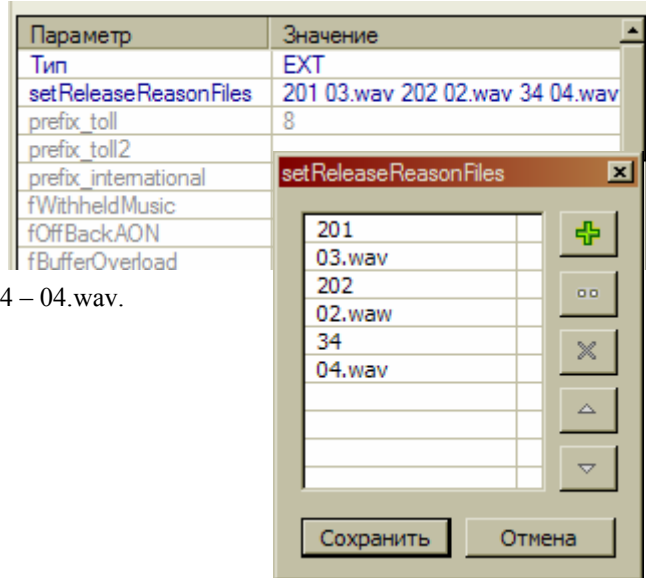 Параметр Значение
Тип EXT
setReleaseReasonFiles 201 03.wav 202 02.wav 34 04.wav
prefix_toll 8
prefix_toll2
prefix_international
fWithheldMusic
fOffBackAON
fBufferOverload
4 – 04.wav.
setReleaseReasonFiles
201
03.wav
202
02.waw
34
04.wav
Сохранить Отмена